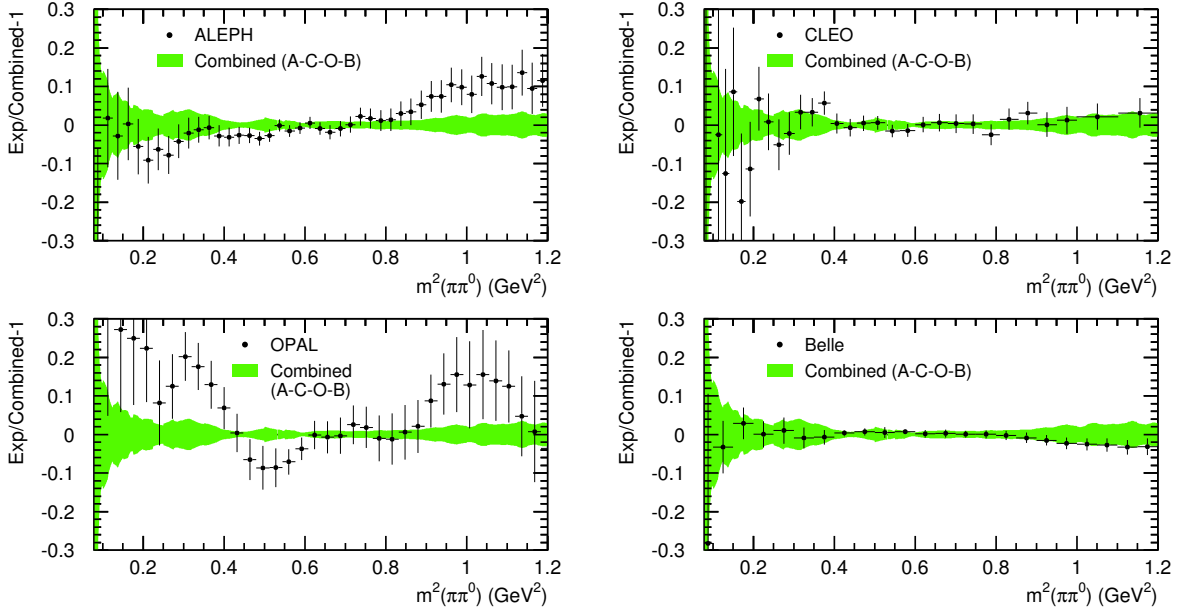 Exp/Combined-1
0.3
0.2
0.1
0
-0.1
-0.2
-0.3
ALEPH
Combined (A-C-O-B)
0.2 0.4 0.6 0.8 1 1.2
m²(ππ⁰) (GeV²)
Exp/Combined-1
0.3
0.2
0.1
0
-0.1
-0.2
-0.3
CLEO
Combined (A-C-O-B)
0.2 0.4 0.6 0.8 1 1.2
m²(ππ⁰) (GeV²)
Exp/Combined-1
0.3
0.2
0.1
0
-0.1
-0.2
-0.3
OPAL
Combined
(A-C-O-B)
0.2 0.4 0.6 0.8 1 1.2
m²(ππ⁰) (GeV²)
Exp/Combined-1
0.3
0.2
0.1
0
-0.1
-0.2
-0.3
Belle
Combined (A-C-O-B)
0.2 0.4 0.6 0.8 1 1.2
m²(ππ⁰) (GeV²)